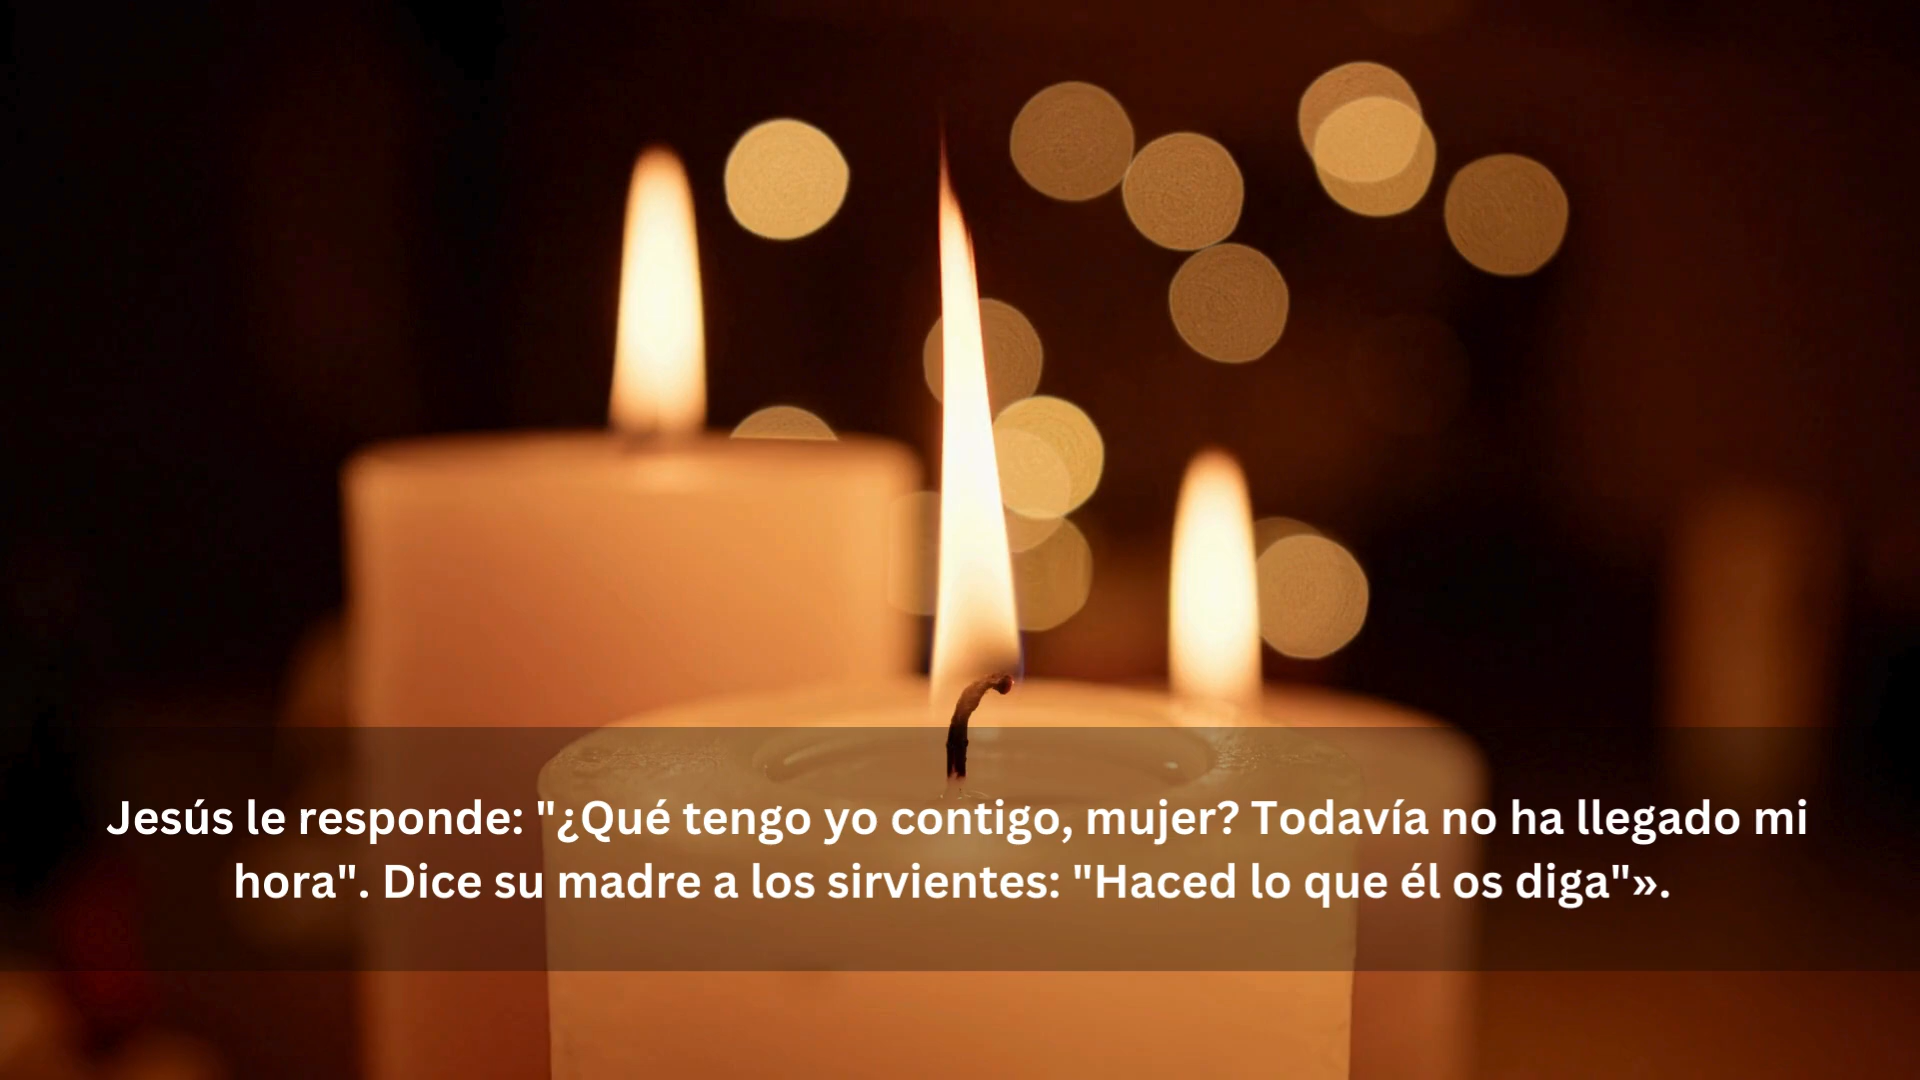 Jesús le responde: "¿Qué tengo yo contigo, mujer? Todavía no ha llegado mi
hora". Dice su madre a los sirvientes: "Haced lo que él os diga"».